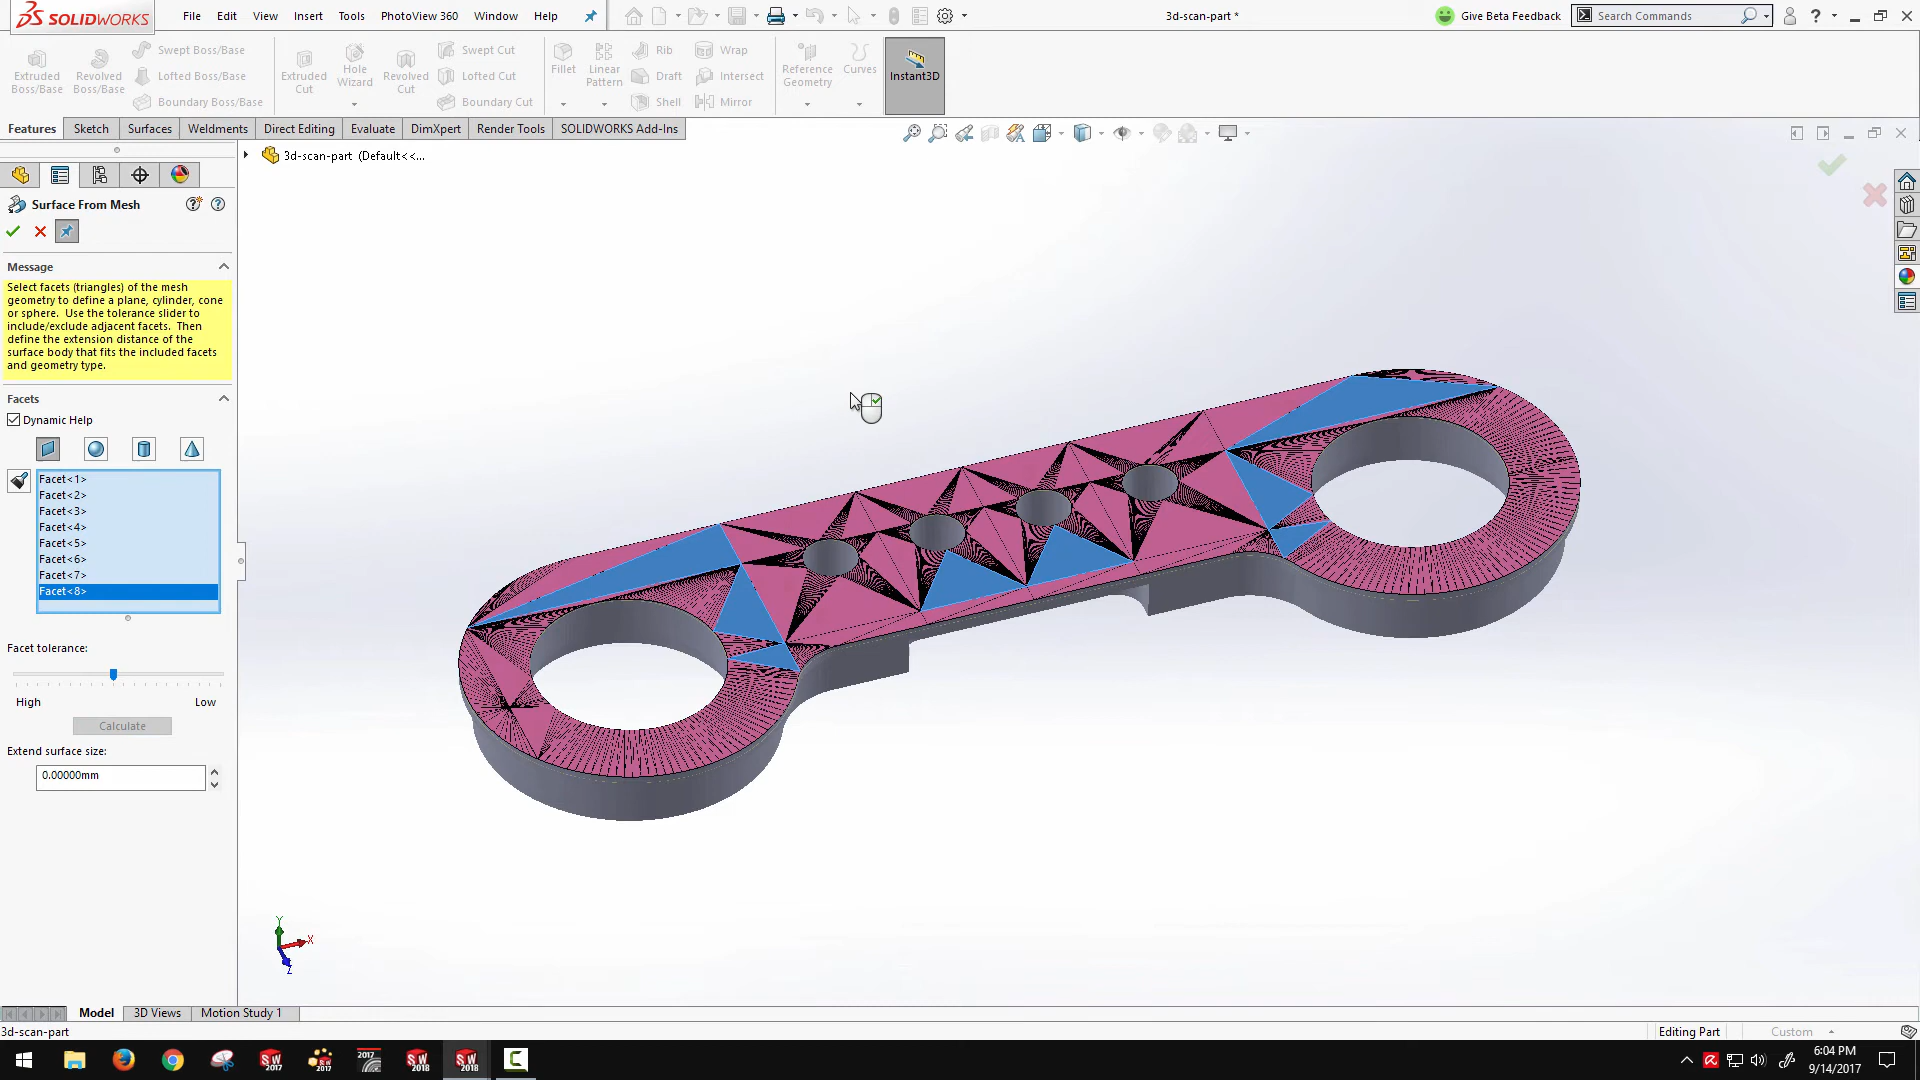 SOLIDWORKS
File Edit View Insert Tools PhotoView 360 Window Help
3d-scan-part *
Give Beta Feedback
Search Commands
Extruded Boss/Base
Revolved Boss/Base
Swept Boss/Base
Lofted Boss/Base
Boundary Boss/Base
Extruded Cut
Hole Wizard
Revolved Cut
Swept Cut
Lofted Cut
Boundary Cut
Fillet
Linear Pattern
Rib
Draft
Shell
Wrap
Intersect
Mirror
Reference Geometry
Curves
Instant3D
Features Sketch Surfaces Weldments Direct Editing Evaluate DimXpert Render Tools SOLIDWORKS Add-Ins
3d-scan-part (Default<<...
Surface From Mesh
Message
Select facets (triangles) of the mesh
geometry to define a plane, cylinder, cone
or sphere. Use the tolerance slider to
include/exclude adjacent facets. Then
define the extension distance of the
surface body that fits the included facets
and geometry type.
Facets
Dynamic Help
Facet<1>
Facet<2>
Facet<3>
Facet<4>
Facet<5>
Facet<6>
Facet<7>
Facet<8>
Facet tolerance:
High Low
Calculate
Extend surface size:
0.00000mm
Y
X
Z
Model 3D Views Motion Study 1
3d-scan-part
Editing Part
Custom
SW 2017
2017
2017
SW 2018
SW 2018
6:04 PM
9/14/2017